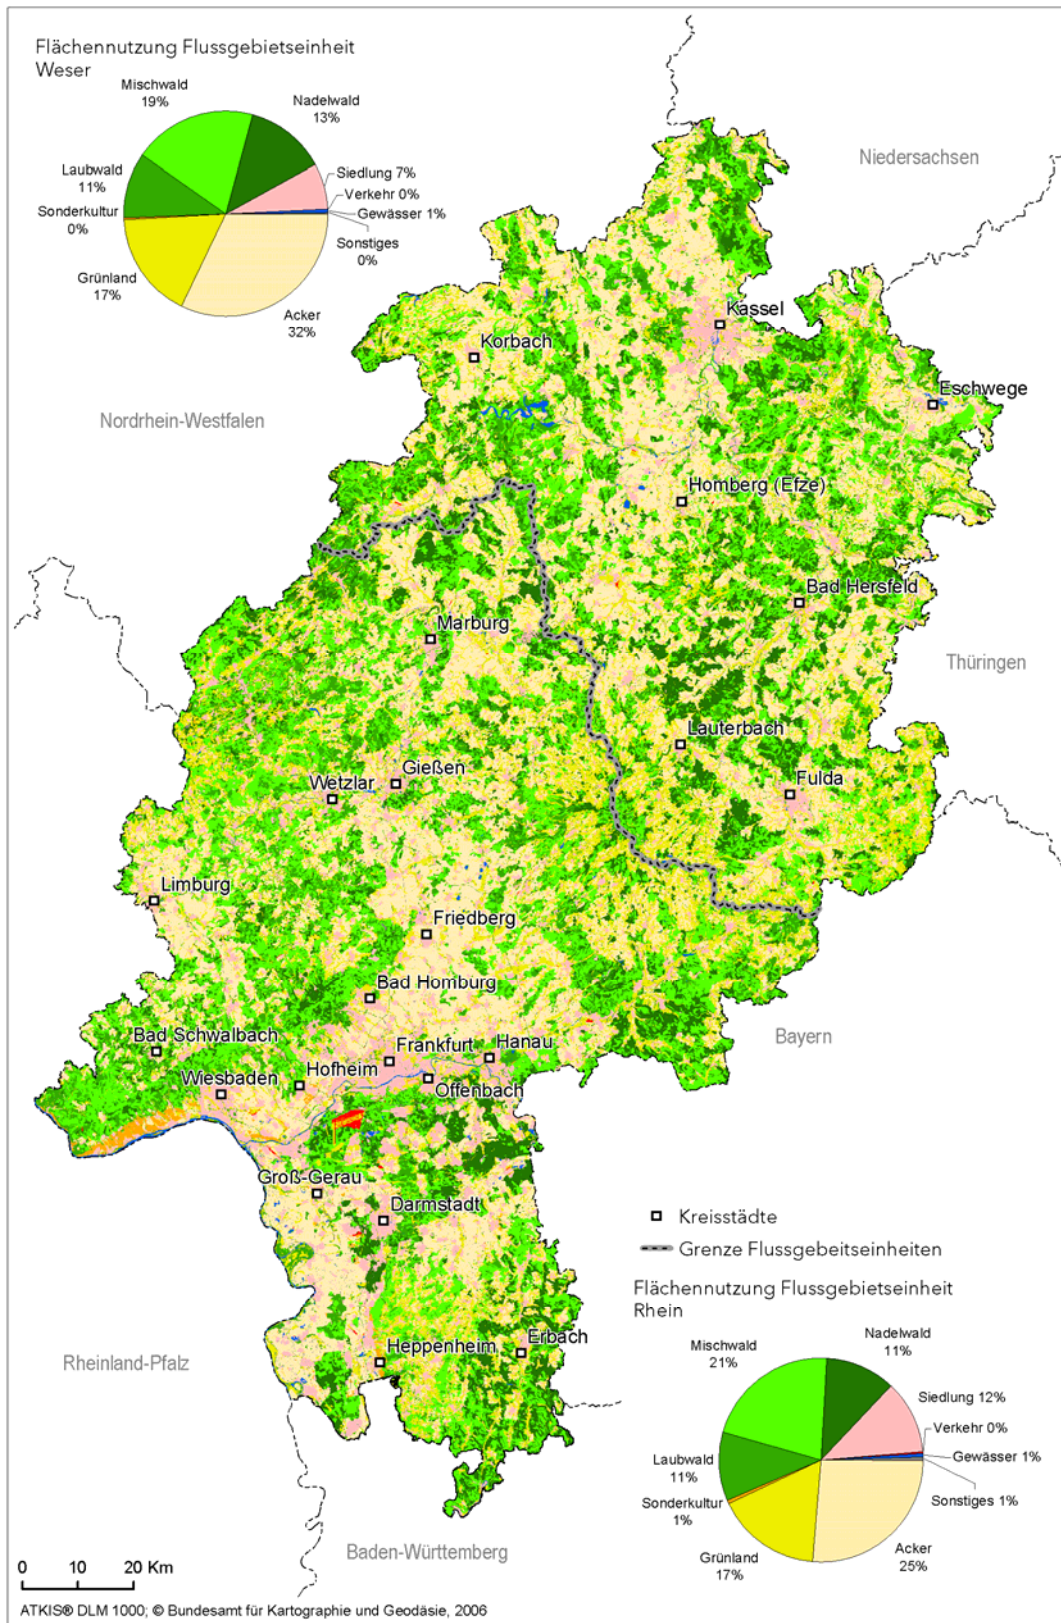 Flächennutzung Flussgebietseinheit
Weser
Mischwald
19%
Nadelwald
13%
Laubwald
11%
Siedlung 7%
Verkehr 0%
Sonderkultur
0%
Gewässer 1%
Sonstiges
0%
Grünland
17%
Acker
32%
Niedersachsen
Kassel
Korbach
Eschwege
Nordrhein-Westfalen
Homberg (Efze)
Bad Hersfeld
Marburg
Thüringen
Lauterbach
Gießen
Wetzlar
Fulda
Limburg
Friedberg
Bad Homburg
Bayern
Bad Schwalbach
Frankfurt
Hanau
Hofheim
Wiesbaden
Offenbach
Groß-Gerau
Darmstadt
Kreisstädte
Grenze Flussgebeitseinheiten
Flächennutzung Flussgebietseinheit
Rhein
Heppenheim
Erbach
Rheinland-Pfalz
Nadelwald
11%
Mischwald
21%
Siedlung 12%
Verkehr 0%
Laubwald
11%
Gewässer 1%
Sonderkultur
1%
Sonstiges 1%
Grünland
17%
Acker
25%
Baden-Württemberg
0 10 20 Km
ATKIS® DLM 1000; © Bundesamt für Kartographie und Geodäsie, 2006